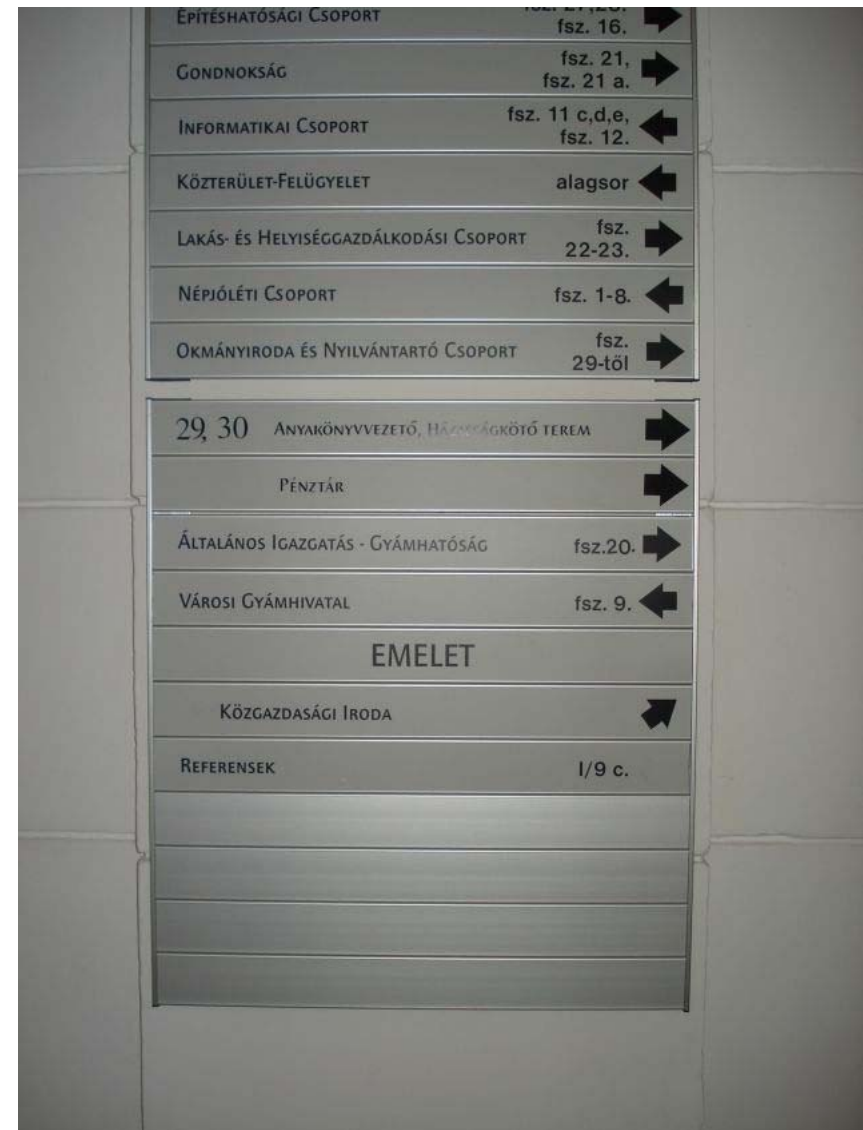 ÉPÍTÉSHATÓSÁGI CSOPORT
fsz. 16.
GONDNOKSÁG fsz. 21,
fsz. 21 a.
INFORMATIKAI CSOPORT fsz. 11 c,d,e,
fsz. 12.
KÖZTERÜLET-FELÜGYELET alagsor
LAKÁS- ÉS HELYISÉGGAZDÁLKODÁSI CSOPORT fsz.
22-23.
NÉPJÓLÉTI CSOPORT fsz. 1-8.
OKMÁNYIRODA ÉS NYILVÁNTARTÓ CSOPORT fsz.
29-től
29, 30 ANYAKÖNYVVEZETŐ, HÁZASSÁGKÖTŐ TEREM
PÉNZTÁR
ÁLTALÁNOS IGAZGATÁS - GYÁMHATÓSÁG fsz.20.
VÁROSI GYÁMHIVATAL fsz. 9.
EMELET
KÖZGAZDASÁGI IRODA
REFERENSEK I/9 c.